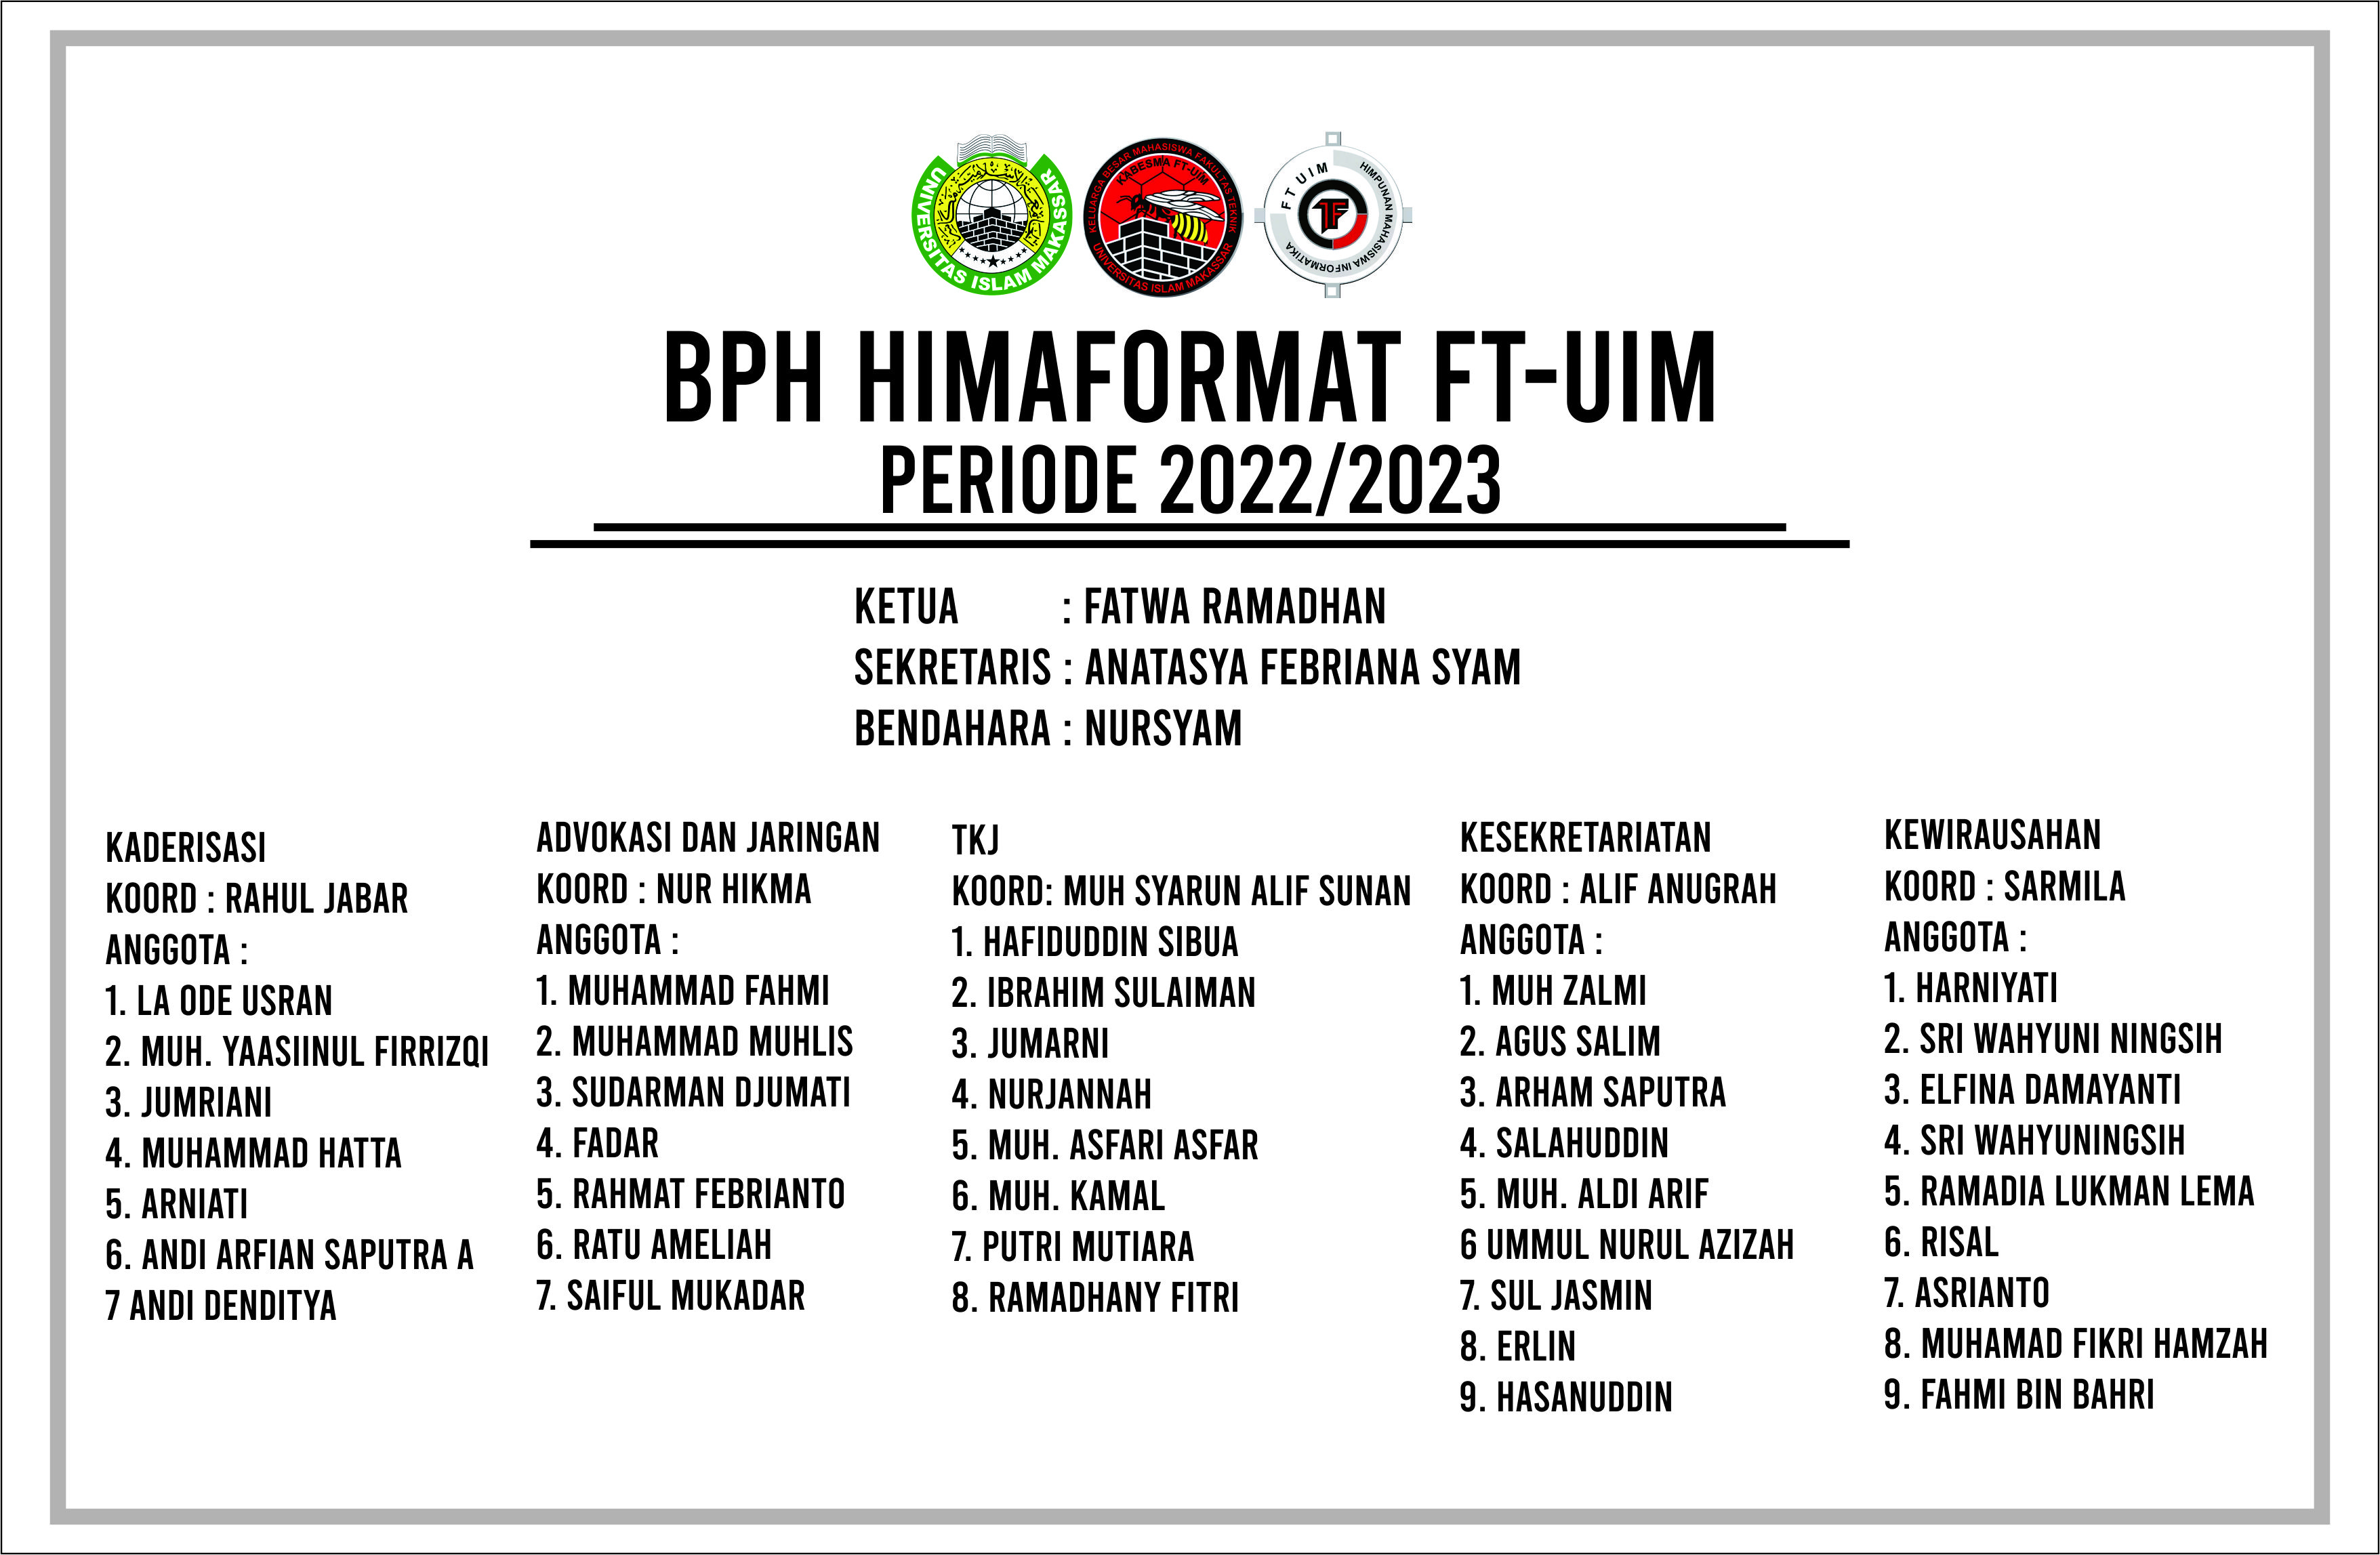 UNIVERSITAS ISLAM MAKASSAR
KELUARGA BESAR MAHASISWA FAKULTAS TEKNIK
KABESMA FT-UIM
UNIVERSITAS ISLAM MAKASSAR
FT UIM
HIMPUNAN MAHASISWA INFORMATIKA
TF
BPH HIMAFORMAT FT-UIM
PERIODE 2022/2023
KETUA : FATWA RAMADHAN
SEKRETARIS : ANATASYA FEBRIANA SYAM
BENDAHARA : NURSYAM
KADERISASI
KOORD : RAHUL JABAR
ANGGOTA :
1. LA ODE USRAN
2. MUH. YAASIINUL FIRRIZQI
3. JUMRIANI
4. MUHAMMAD HATTA
5. ARNIATI
6. ANDI ARFIAN SAPUTRA A
7 ANDI DENDITYA
ADVOKASI DAN JARINGAN
KOORD : NUR HIKMA
ANGGOTA :
1. MUHAMMAD FAHMI
2. MUHAMMAD MUHLIS
3. SUDARMAN DJUMATI
4. FADAR
5. RAHMAT FEBRIANTO
6. RATU AMELIAH
7. SAIFUL MUKADAR
TKJ
KOORD: MUH SYARUN ALIF SUNAN
1. HAFIDUDDIN SIBUA
2. IBRAHIM SULAIMAN
3. JUMARNI
4. NURJANNAH
5. MUH. ASFARI ASFAR
6. MUH. KAMAL
7. PUTRI MUTIARA
8. RAMADHANY FITRI
KESEKRETARIATAN
KOORD : ALIF ANUGRAH
ANGGOTA :
1. MUH ZALMI
2. AGUS SALIM
3. ARHAM SAPUTRA
4. SALAHUDDIN
5. MUH. ALDI ARIF
6 UMMUL NURUL AZIZAH
7. SUL JASMIN
8. ERLIN
9. HASANUDDIN
KEWIRAUSAHAN
KOORD : SARMILA
ANGGOTA :
1. HARNIYATI
2. SRI WAHYUNI NINGSIH
3. ELFINA DAMAYANTI
4. SRI WAHYUNINGSIH
5. RAMADIA LUKMAN LEMA
6. RISAL
7. ASRIANTO
8. MUHAMAD FIKRI HAMZAH
9. FAHMI BIN BAHRI